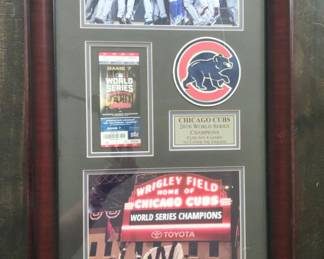 GAME 7
WORLD
SERIES
CHICAGO CUBS
2016 WORLD SERIES
CHAMPIONS
WRIGLEY FIELD
HOME OF
CHICAGO CUBS
WORLD SERIES CHAMPIONS
TOYOTA